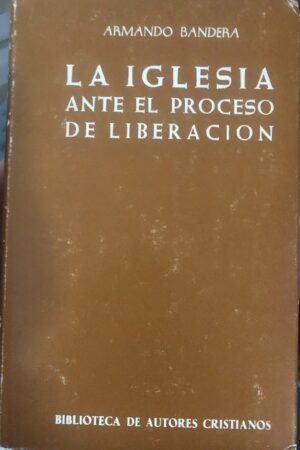 ARMANDO BANDERA
LA IGLESIA
ANTE EL PROCESO
DE LIBERACION
BIBLIOTECA DE AUTORES CRISTIANOS